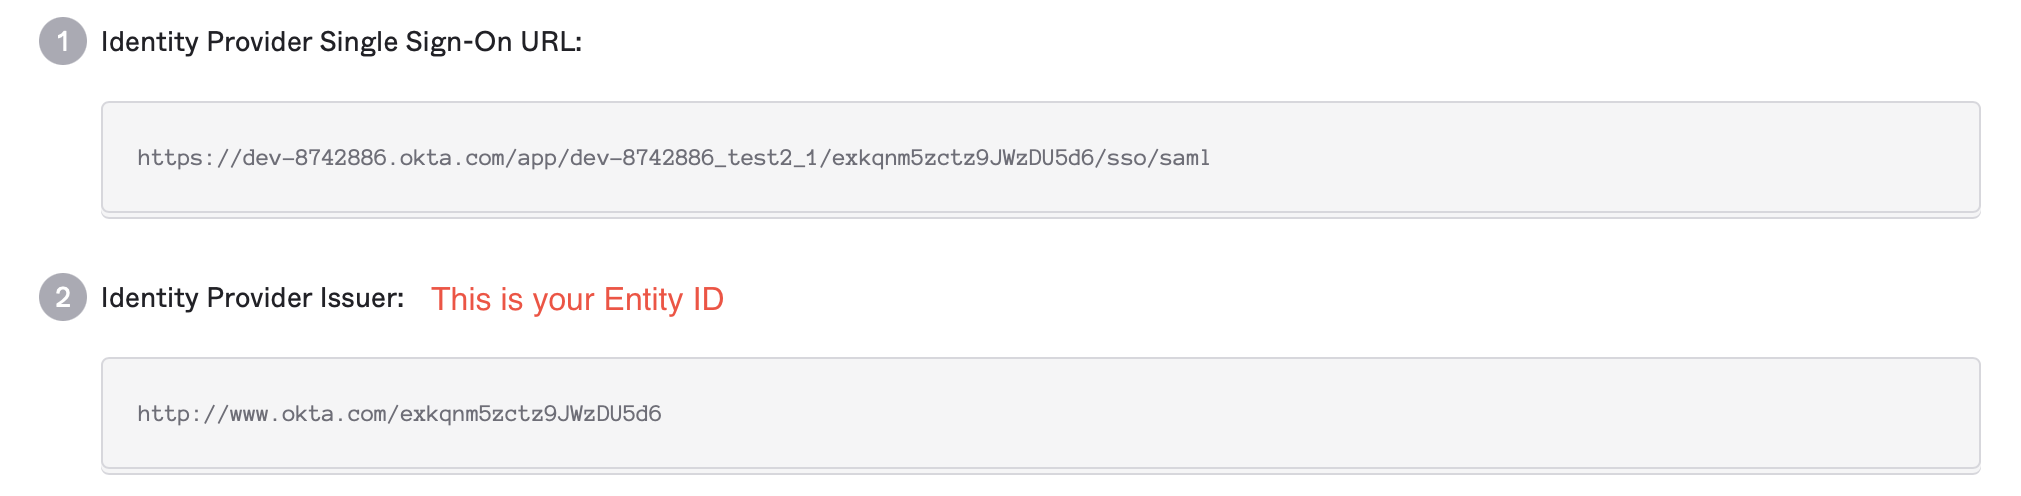 1 Identity Provider Single Sign-On URL:
https://dev-8742886.okta.com/app/dev-8742886_test2_1/exkqnm5zctz9JWzDU5d6/sso/saml
2 Identity Provider Issuer: This is your Entity ID
http://www.okta.com/exkqnm5zctz9JWzDU5d6